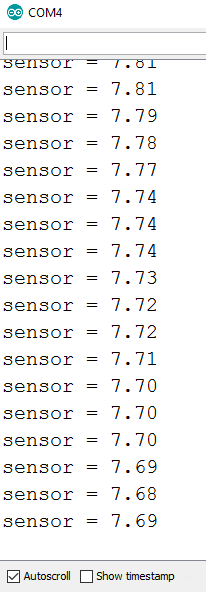 COM4
sensor = 7.81
sensor = 7.81
sensor = 7.79
sensor = 7.78
sensor = 7.77
sensor = 7.74
sensor = 7.74
sensor = 7.74
sensor = 7.73
sensor = 7.72
sensor = 7.72
sensor = 7.71
sensor = 7.70
sensor = 7.70
sensor = 7.70
sensor = 7.69
sensor = 7.68
sensor = 7.69
Autoscroll Show timestamp